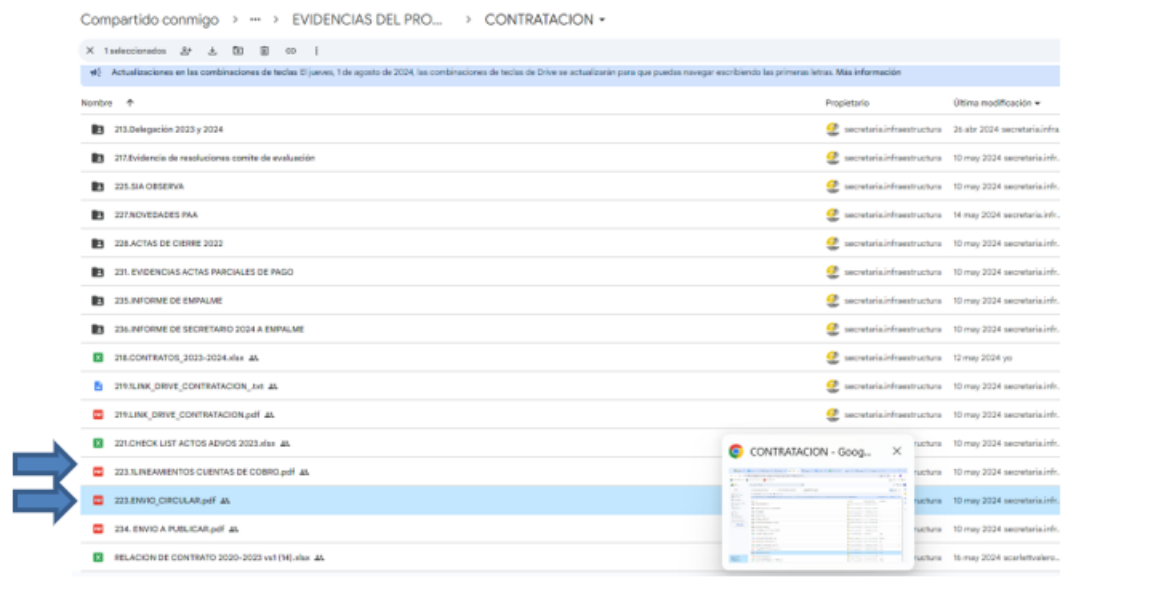 Compartido conmigo > ··· > EVIDENCIAS DEL PRO... > CONTRATACION
1 seleccionados
Actualizaciones en las combinaciones de teclas El jueves, 1 de agosto de 2024, las combinaciones de teclas de Drive se actualizarán para que puedas navegar escribiendo las primeras letras. Más información
Nombre Propietario Última modificación
213.Delegación 2023 y 2024 secretaria.infraestructura 26 abr 2024 secretaria.infra
217.Evidencia de resoluciones comite de evaluación secretaria.infraestructura 10 may 2024 secretaria.infr..
225.SIA OBSERVA secretaria.infraestructura 10 may 2024 secretaria.infr..
227.NOVEDADES PAA secretaria.infraestructura 14 may 2024 secretaria.infr..
228.ACTAS DE CIERRE 2022 secretaria.infraestructura 10 may 2024 secretaria.infr..
231. EVIDENCIAS ACTAS PARCIALES DE PAGO secretaria.infraestructura 10 may 2024 secretaria.infr..
235.INFORME DE EMPALME secretaria.infraestructura 10 may 2024 secretaria.infr..
236.INFORME DE SECRETARIO 2024 A EMPALME secretaria.infraestructura 10 may 2024 secretaria.infr..
218.CONTRATOS_2023-2024.xlsx secretaria.infraestructura 12 may 2024 yo
219.1LINK_DRIVE_CONTRATACION_.txt secretaria.infraestructura 10 may 2024 secretaria.infr..
219.LINK_DRIVE_CONTRATACION.pdf secretaria.infraestructura 10 may 2024 secretaria.infr..
221.CHECK LIST ACTOS ADVOS 2023.xlsx ructura 10 may 2024 secretaria.infr..
CONTRATACION - Goog...
223.1LINEAMIENTOS CUENTAS DE COBRO.pdf ructura 10 may 2024 secretaria.infr..
223.ENVIO_CIRCULAR.pdf structura 10 may 2024 secretaria.infr..
234. ENVIO A PUBLICAR.pdf structura 10 may 2024 secretaria.infr..
RELACION DE CONTRATO 2020-2023 vs1 (14).xlsx ructura 16 may 2024 scarlettvalero..